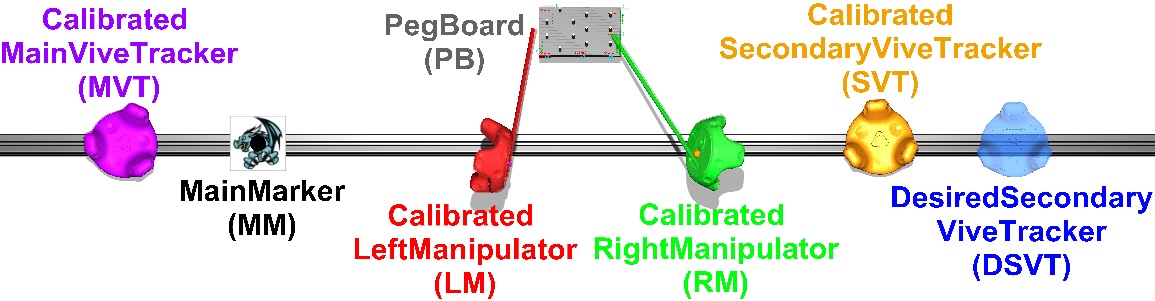 Calibrated
MainViveTracker
(MVT)
MainMarker
(MM)
PegBoard
(PB)
Calibrated
LeftManipulator
(LM)
Calibrated
RightManipulator
(RM)
Calibrated
SecondaryViveTracker
(SVT)
DesiredSecondary
ViveTracker
(DSVT)